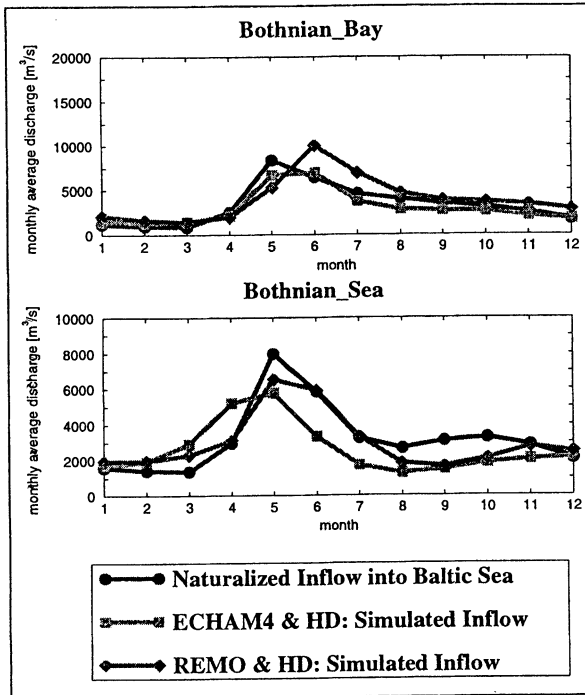 Bothnian_Bay
monthly average discharge [m³/s]
20000
15000
10000
5000
0
1 2 3 4 5 6 7 8 9 10 11 12
month
Bothnian_Sea
monthly average discharge [m³/s]
10000
8000
6000
4000
2000
0
1 2 3 4 5 6 7 8 9 10 11 12
month
Naturalized Inflow into Baltic Sea
ECHAM4 & HD: Simulated Inflow
REMO & HD: Simulated Inflow